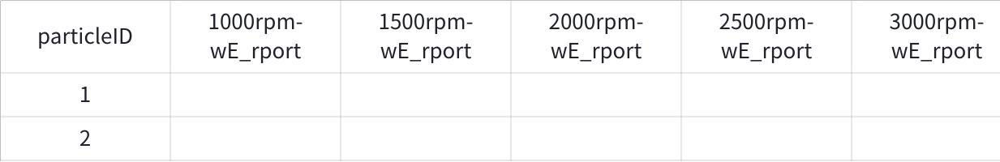 particleID
1000rpm-
wE_rport
1500rpm-
wE_rport
2000rpm-
wE_rport
2500rpm-
wE_rport
3000rpm-
wE_rport
1
2